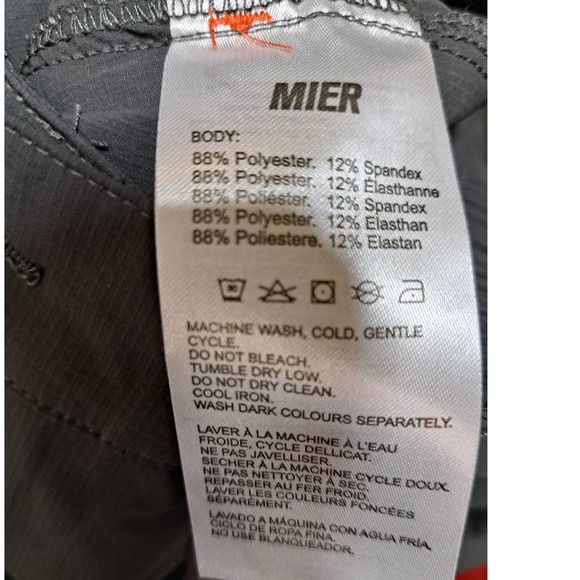 MIER
BODY:
88% Polyester. 12% Spandex
88% Polyester. 12% Élasthanne
88% Poliéster. 12% Spandex
88% Polyester. 12% Elasthan
88% Poliestere. 12% Elastan
MACHINE WASH, COLD, GENTLE
CYCLE.
DO NOT BLEACH.
TUMBLE DRY LOW.
DO NOT DRY CLEAN.
COOL IRON.
WASH DARK COLOURS SEPARATELY.
LAVER À LA MACHINE À L'EAU
FROIDE, CYCLE DELLICAT.
NE PAS JAVELLISER.
SECHER À LA MACHINE CYCLE DOUX.
NE PAS NETTOYER À SEC.
REPASSER AU FER FROID.
LAVER LES COULEURS FONCÉES
SÉPARÉMENT.
LAVADO A MÁQUINA CON AGUA FRÍA,
CICLO DE ROPA FINA.
NO USE BLANQUEADOR.